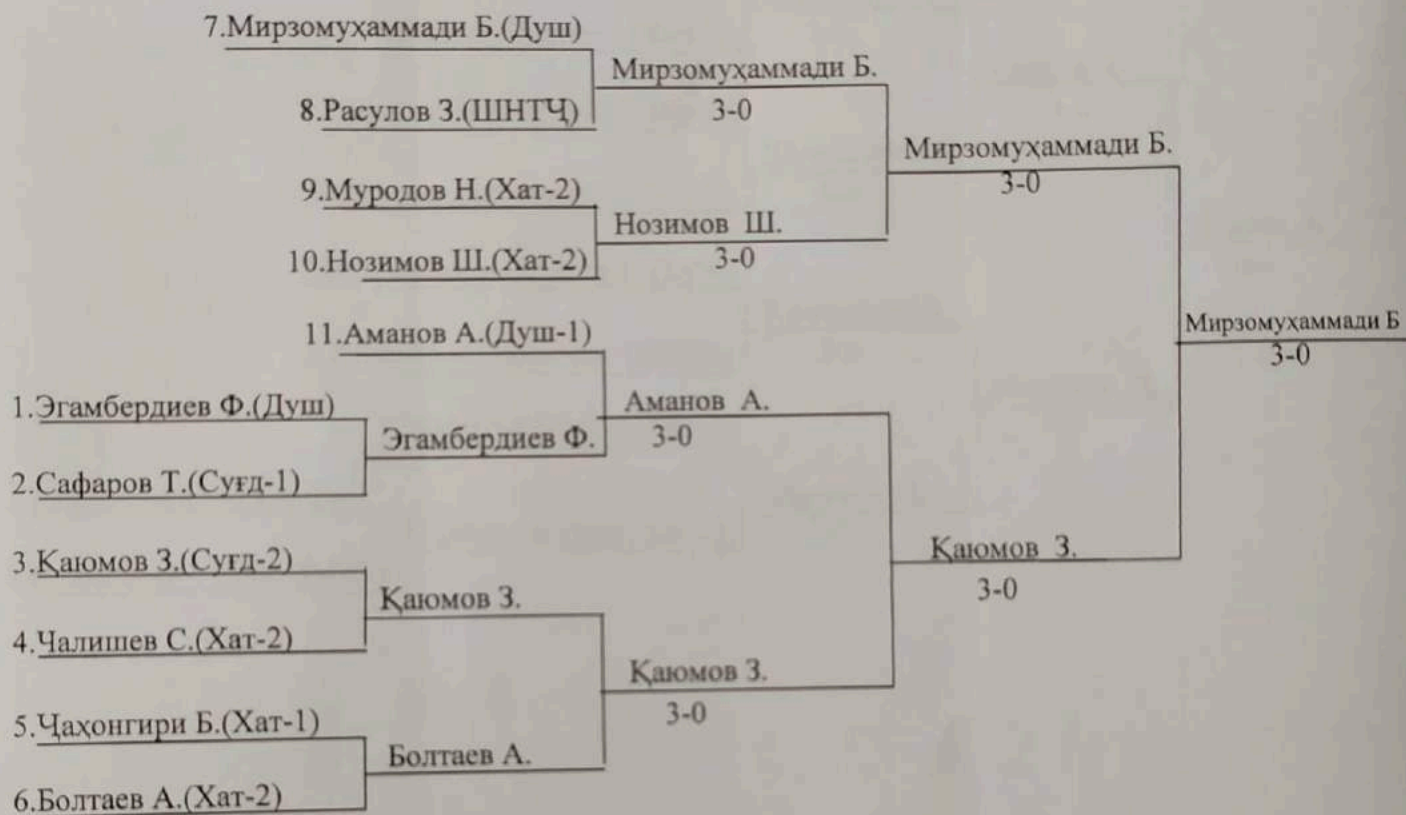 7.Мирзомуҳаммади Б.(Душ)
Мирзомуҳаммади Б.
8.Расулов З.(ШНТҶ)
3-0
Мирзомуҳаммади Б.
3-0
9.Муродов Н.(Хат-2)
Нозимов Ш.
10.Нозимов Ш.(Хат-2)
3-0
11.Аманов А.(Душ-1)
Мирзомуҳаммади Б
3-0
1.Эгамбердиев Ф.(Душ)
Аманов А.
Эгамбердиев Ф.
3-0
2.Сафаров Т.(Суғд-1)
3.Қаюмов З.(Суғд-2)
Қаюмов З.
3-0
Қаюмов З.
4.Чалишев С.(Хат-2)
Қаюмов З.
3-0
5.Ҷаҳонгири Б.(Хат-1)
Болтаев А.
6.Болтаев А.(Хат-2)